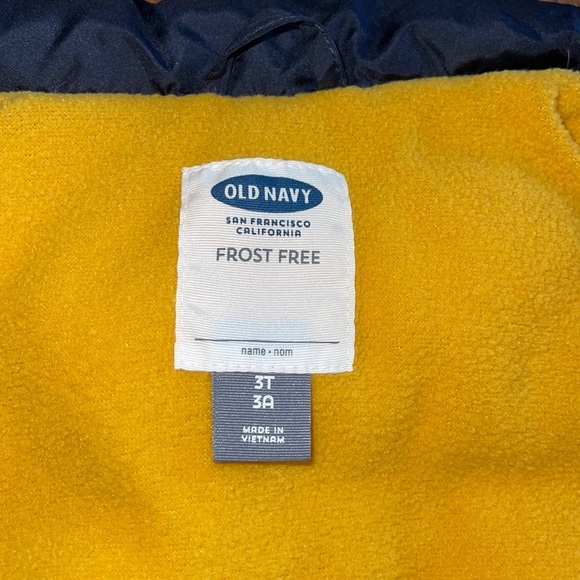 OLD NAVY
SAN FRANCISCO
CALIFORNIA
FROST FREE
name • nom
3T
3A
MADE IN
VIETNAM